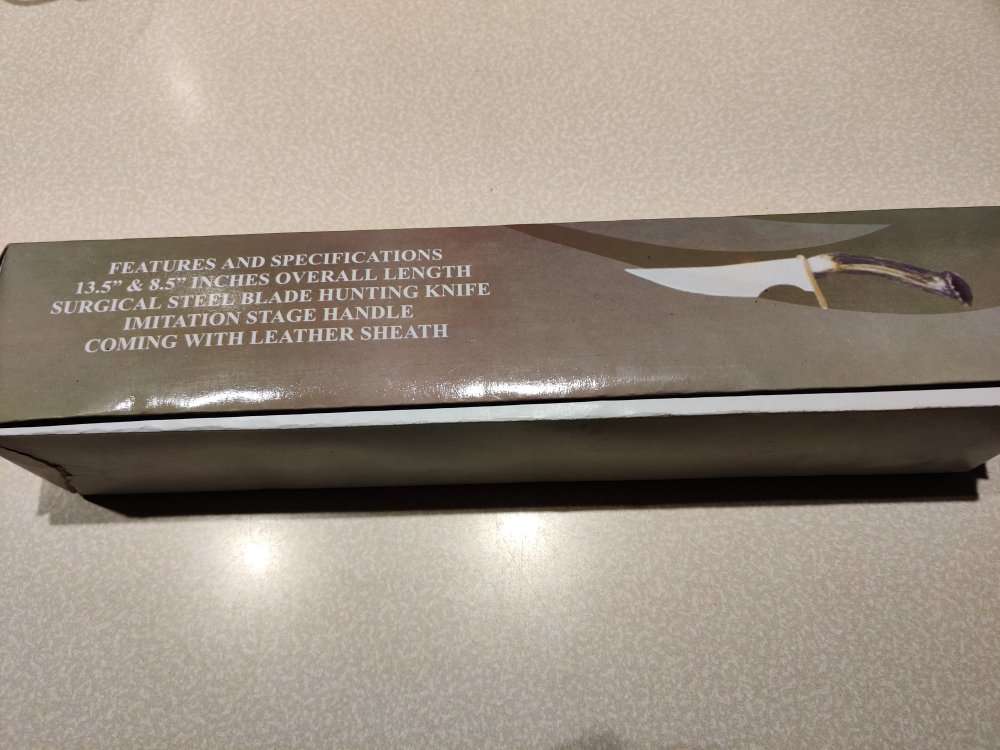 FEATURES AND SPECIFICATIONS
13.5” & 8.5” INCHES OVERALL LENGTH
SURGICAL STEEL BLADE HUNTING KNIFE
IMITATION STAGE HANDLE
COMING WITH LEATHER SHEATH